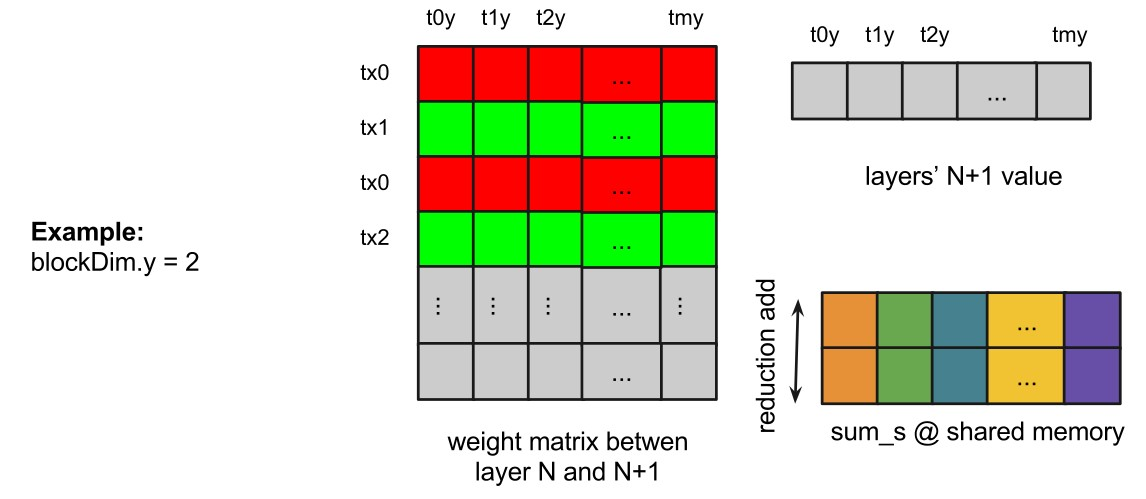 t0y t1y t2y tmy
tx0 ...
tx1 ...
tx0 ...
tx2 ...
⋮ ⋮ ⋮ ... ⋮
...
weight matrix betwen
layer N and N+1
Example:
blockDim.y = 2
t0y t1y t2y tmy
...
layers’ N+1 value
reduction add
...
...
sum_s @ shared memory